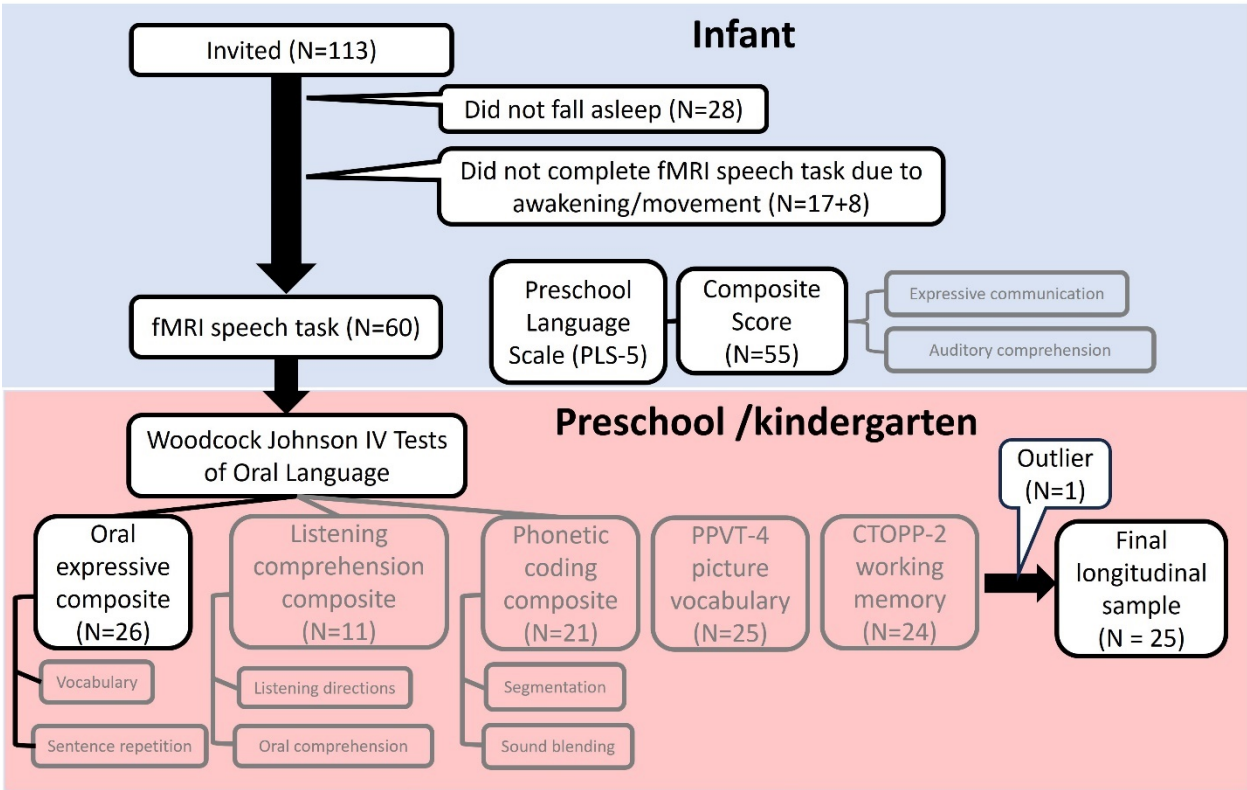 Infant
Invited (N=113)
Did not fall asleep (N=28)
Did not complete fMRI speech task due to
awakening/movement (N=17+8)
fMRI speech task (N=60)
Preschool
Language
Scale (PLS-5)
Composite
Score
(N=55)
Expressive communication
Auditory comprehension
Preschool /kindergarten
Woodcock Johnson IV Tests
of Oral Language
Oral
expressive
composite
(N=26)
Vocabulary
Sentence repetition
Listening
comprehension
composite
(N=11)
Listening directions
Oral comprehension
Phonetic
coding
composite
(N=21)
Segmentation
Sound blending
PPVT-4
picture
vocabulary
(N=25)
CTOPP-2
working
memory
(N=24)
Outlier
(N=1)
Final
longitudinal
sample
(N = 25)